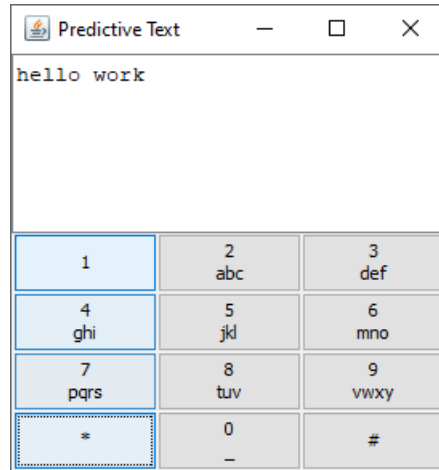 Predictive Text
hello work
1
2
abc
3
def
4
ghi
5
jkl
6
mno
7
pqrs
8
tuv
9
vwxy
*
0
_
#